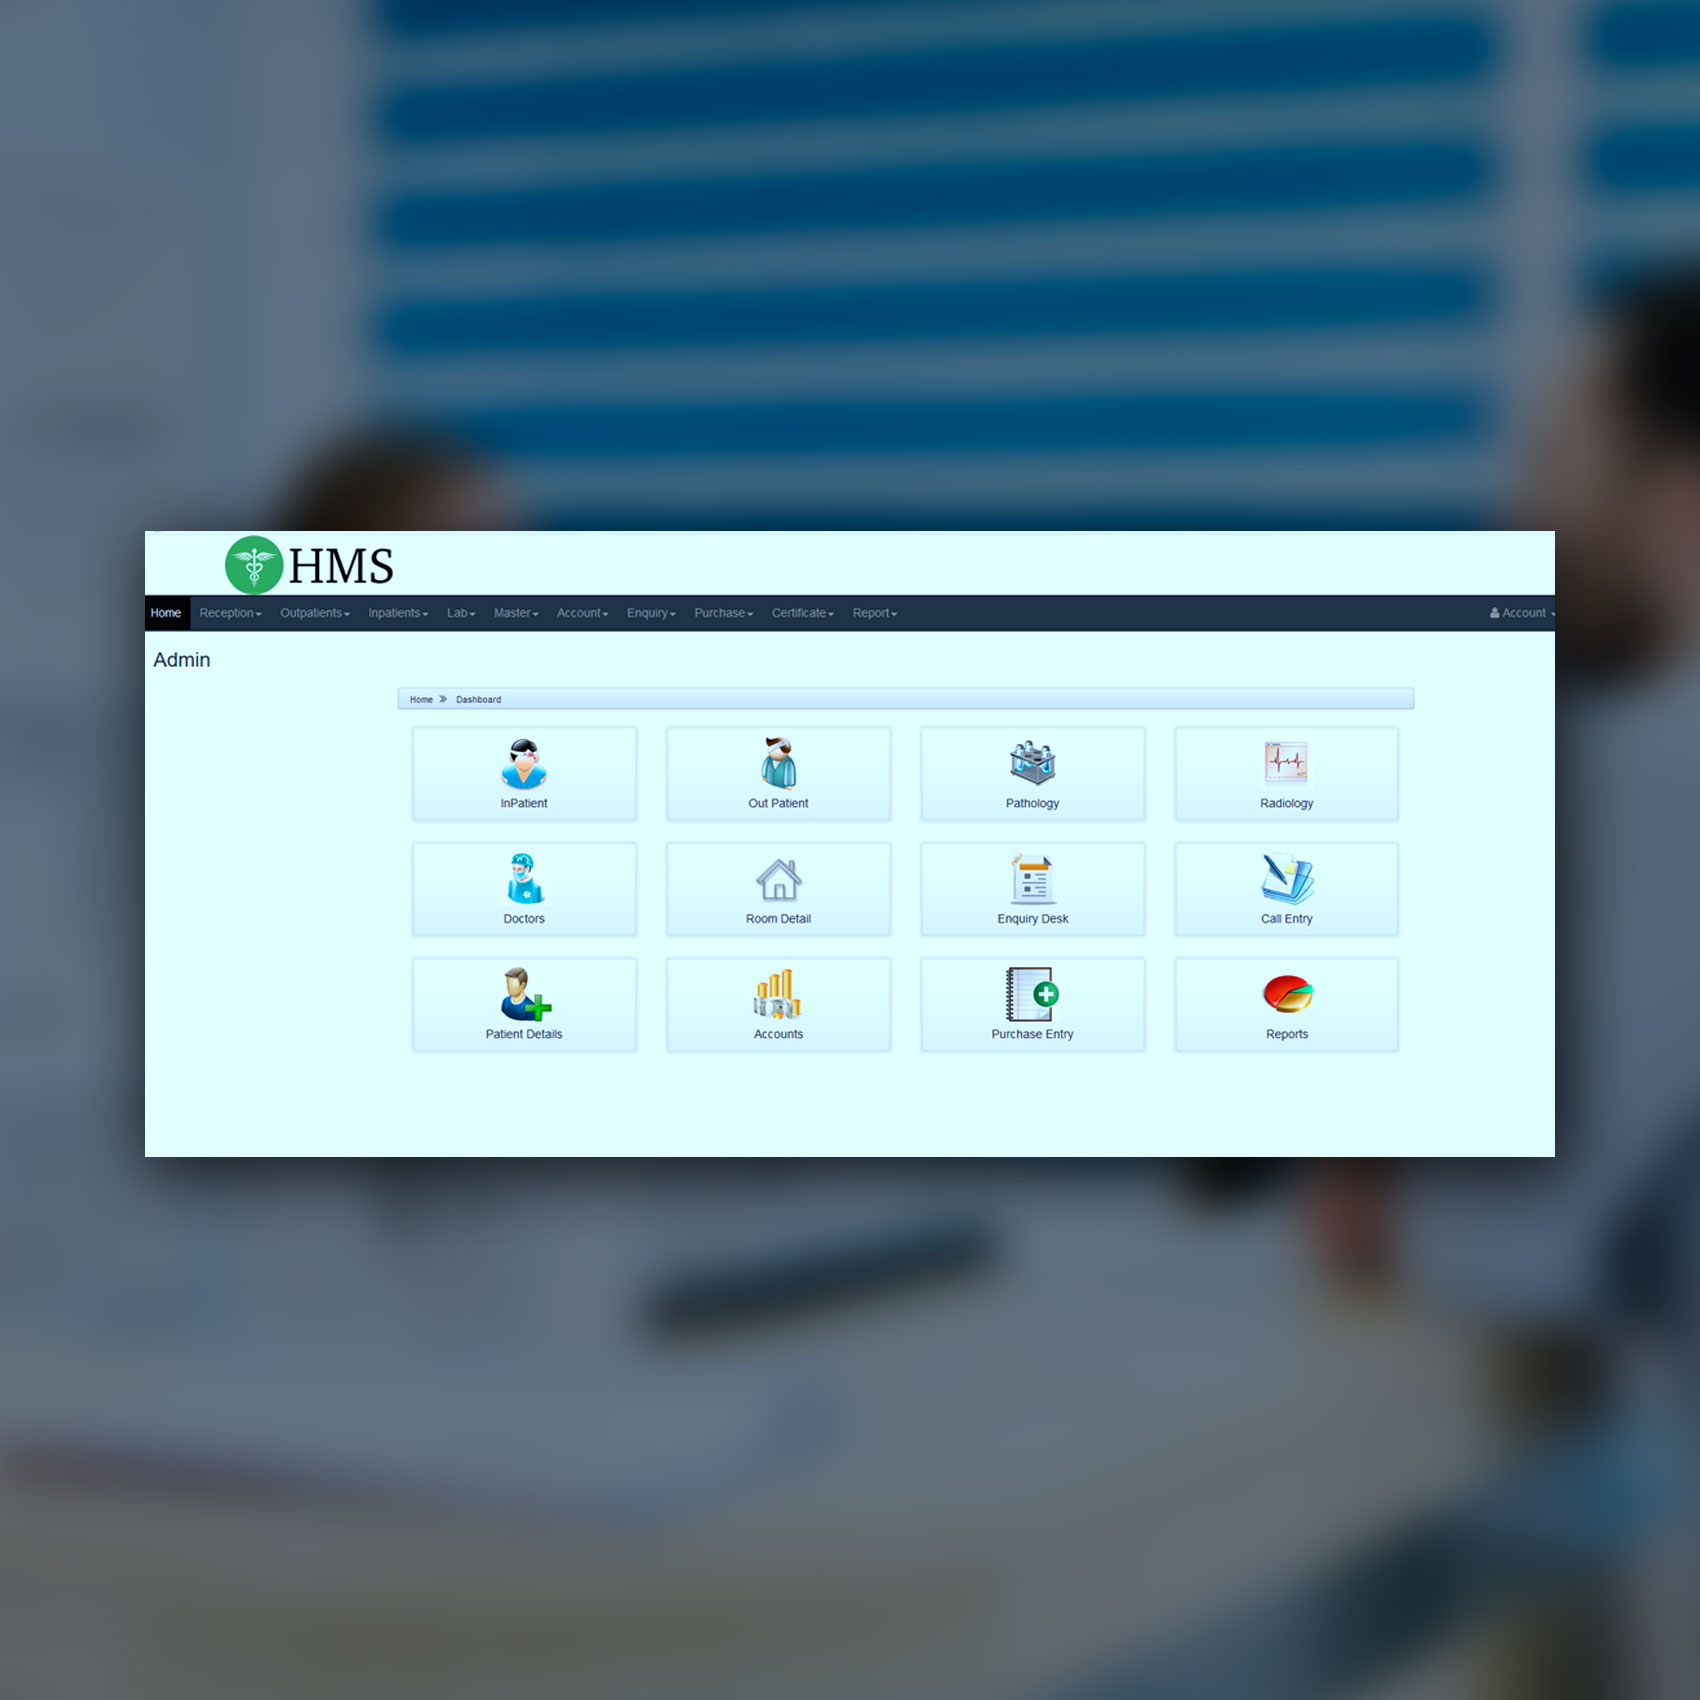 HMS
Home Reception Outpatients Inpatients Lab Master Account Enquiry Purchase Certificate Report Account
Admin
Home » Dashboard
InPatient Out Patient Pathology Radiology
Doctors Room Detail Enquiry Desk Call Entry
Patient Details Accounts Purchase Entry Reports